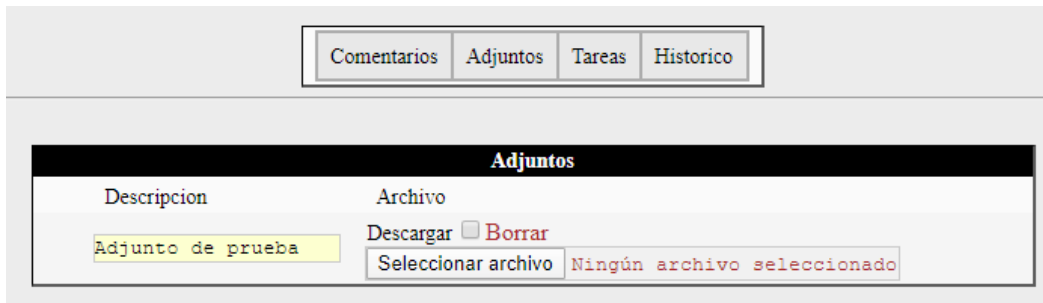 Comentarios Adjuntos Tareas Historico
Adjuntos
Descripcion Archivo
Descargar Borrar
Adjunto de prueba
Seleccionar archivo Ningún archivo seleccionado